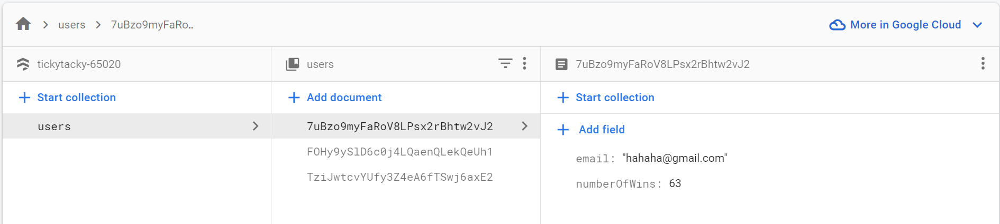 users 7uBzo9myFaRo.. More in Google Cloud
tickytacky-65020 users 7uBzo9myFaRoV8LPsx2rBhtw2vJ2
Start collection Add document Start collection
users 7uBzo9myFaRoV8LPsx2rBhtw2vJ2 Add field
FOHy9ySlD6c0j4LQaenQLekQeUh1
email: "hahaha@gmail.com"
TziJwtcvYUfy3Z4eA6fTSwj6axE2
numberOfWins: 63